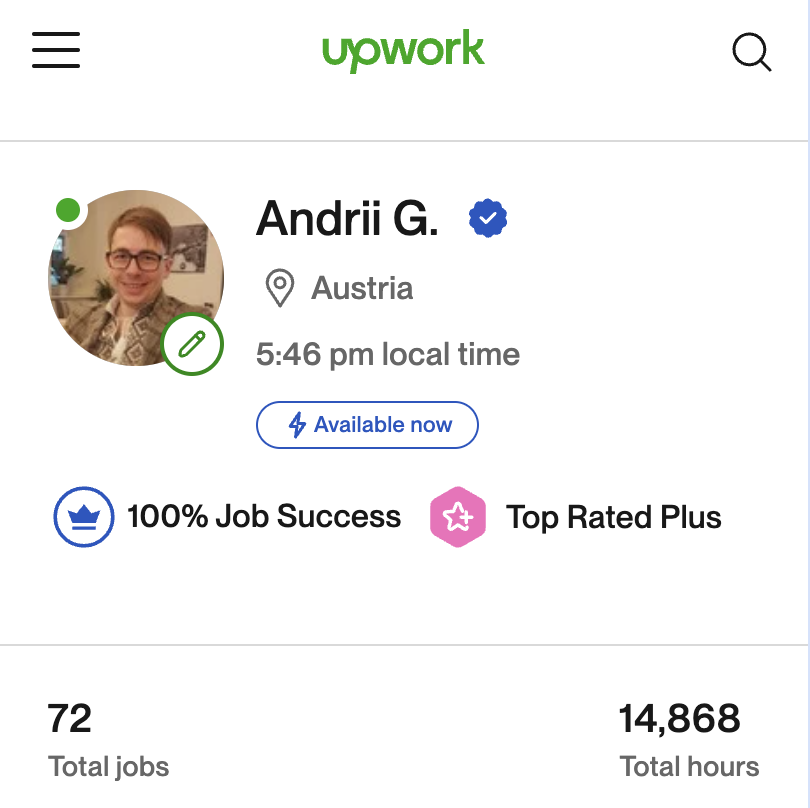 upwork
Andrii G.
Austria
5:46 pm local time
Available now
100% Job Success
Top Rated Plus
72
14,868
Total jobs
Total hours